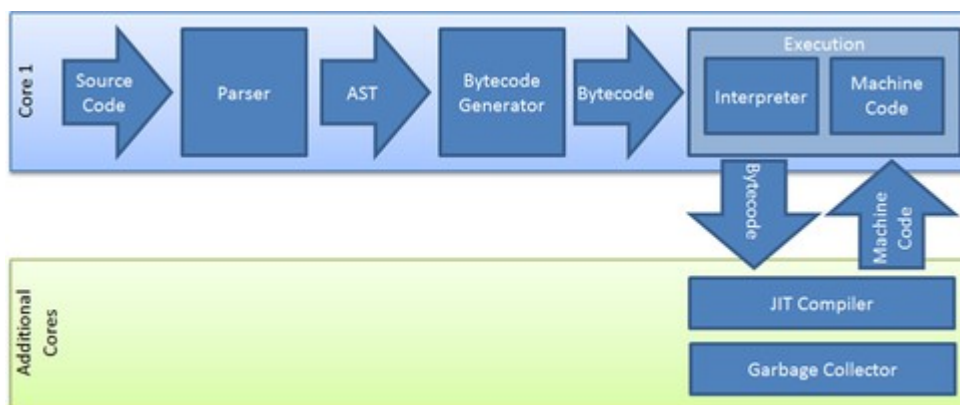 Core 1
Source
Code
Parser
AST
Bytecode
Generator
Bytecode
Execution
Interpreter
Machine
Code
Bytecode
Machine
Code
Additional
Cores
JIT Compiler
Garbage Collector